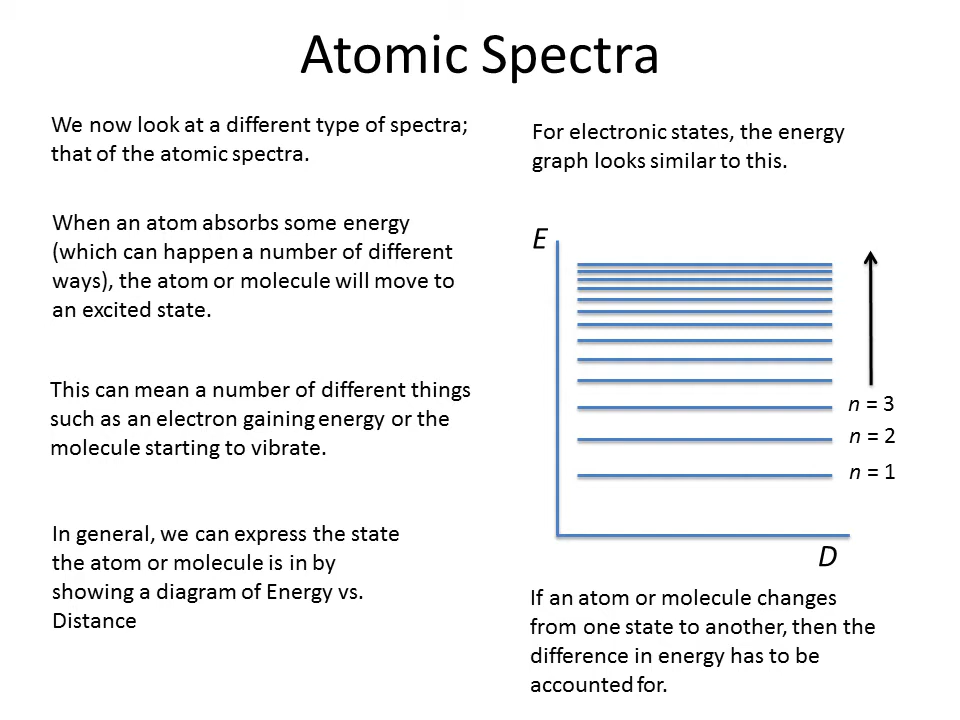 Atomic Spectra
We now look at a different type of spectra;
that of the atomic spectra.
When an atom absorbs some energy
(which can happen a number of different
ways), the atom or molecule will move to
an excited state.
This can mean a number of different things
such as an electron gaining energy or the
molecule starting to vibrate.
In general, we can express the state
the atom or molecule is in by
showing a diagram of Energy vs.
Distance
For electronic states, the energy
graph looks similar to this.
E
n = 3
n = 2
n = 1
D
If an atom or molecule changes
from one state to another, then the
difference in energy has to be
accounted for.